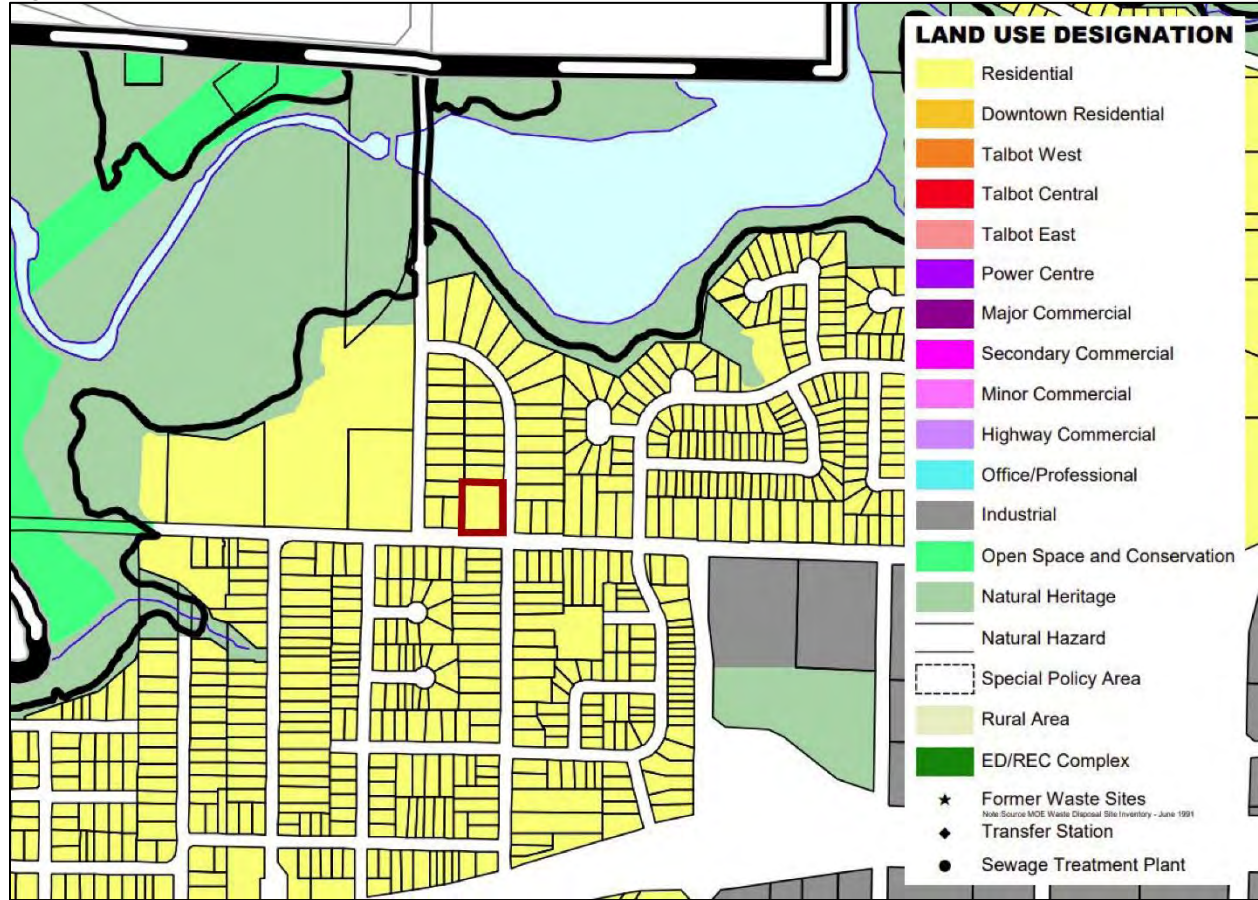 LAND USE DESIGNATION
Residential
Downtown Residential
Talbot West
Talbot Central
Talbot East
Power Centre
Major Commercial
Secondary Commercial
Minor Commercial
Highway Commercial
Office/Professional
Industrial
Open Space and Conservation
Natural Heritage
Natural Hazard
Special Policy Area
Rural Area
ED/REC Complex
Former Waste Sites
Note:Source MOE Waste Disposal Site Inventory - June 1991
Transfer Station
Sewage Treatment Plant